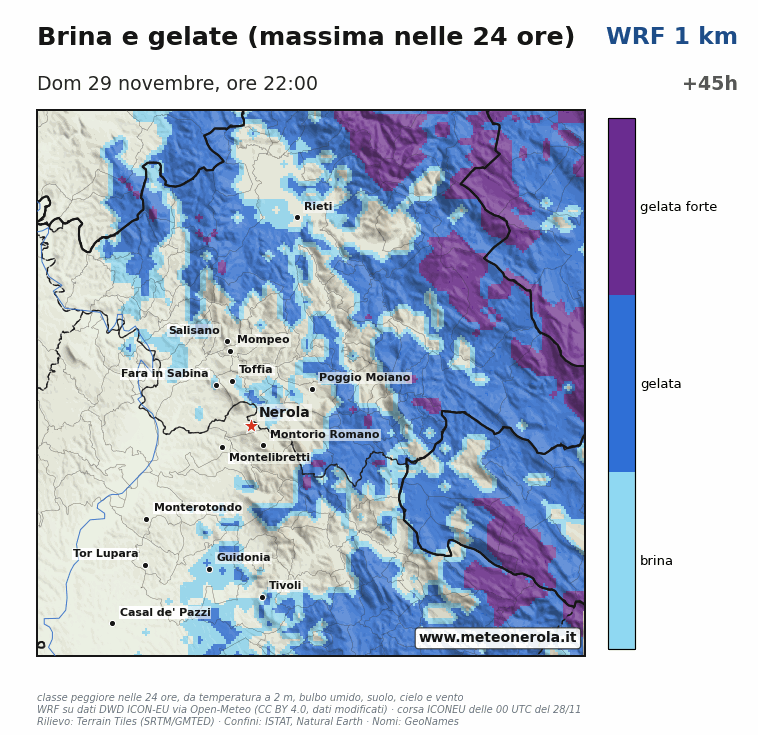 Brina e gelate (massima nelle 24 ore)
WRF 1 km
Dom 29 novembre, ore 22:00
+45h
Rieti
Salisano
Mompeo
Fara in Sabina
Toffia
Poggio Moiano
Nerola
Montorio Romano
Montelibretti
Monterotondo
Tor Lupara
Guidonia
Tivoli
Casal de' Pazzi
www.meteonerola.it
gelata forte
gelata
brina
classe peggiore nelle 24 ore, da temperatura a 2 m, bulbo umido, suolo, cielo e vento
WRF su dati DWD ICON-EU via Open-Meteo (CC BY 4.0, dati modificati) · corsa ICONEU delle 00 UTC del 28/11
Rilievo: Terrain Tiles (SRTM/GMTED) · Confini: ISTAT, Natural Earth · Nomi: GeoNames